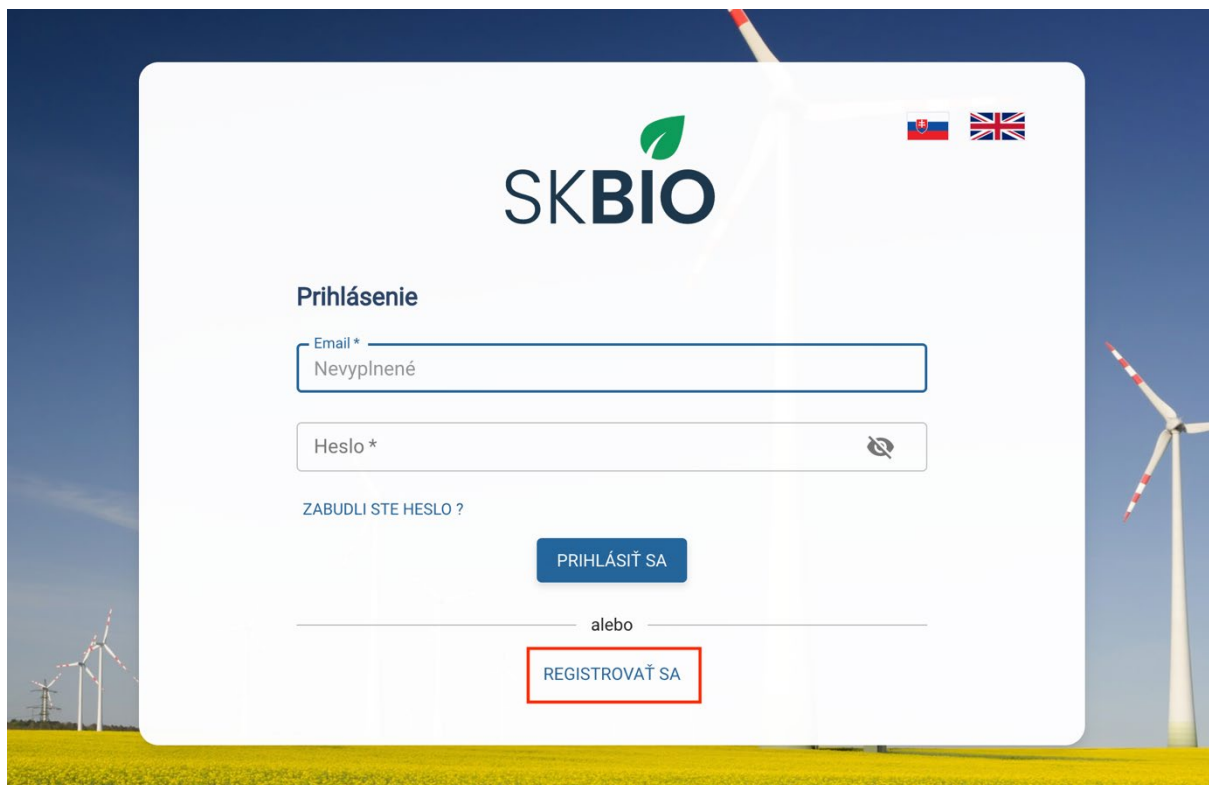 SKBIO
Prihlásenie
Email *
Nevyplnené
Heslo *
ZABUDLI STE HESLO ?
PRIHLÁSIŤ SA
alebo
REGISTROVAŤ SA